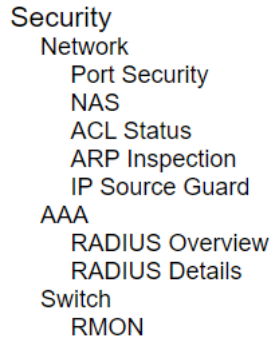 Security
Network
Port Security
NAS
ACL Status
ARP Inspection
IP Source Guard
AAA
RADIUS Overview
RADIUS Details
Switch
RMON